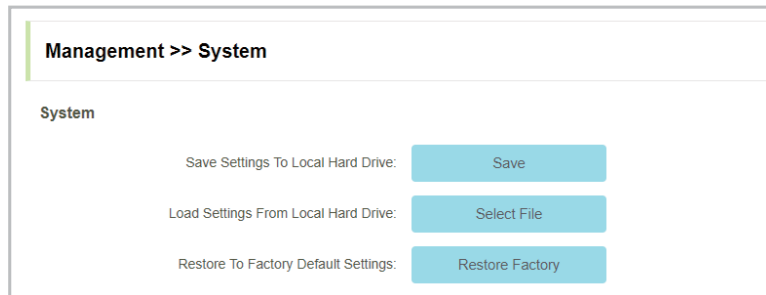 Management >> System
System
Save Settings To Local Hard Drive: Save
Load Settings From Local Hard Drive: Select File
Restore To Factory Default Settings: Restore Factory